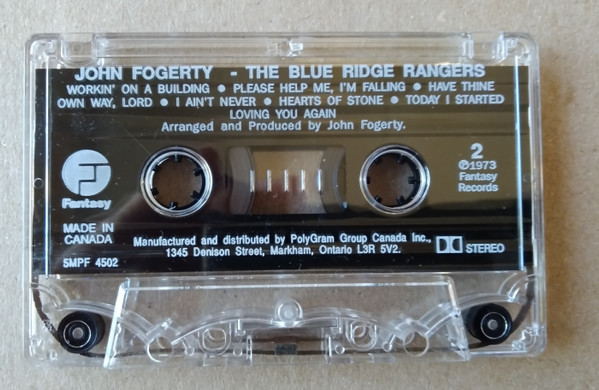 JOHN FOGERTY - THE BLUE RIDGE RANGERS
WORKIN' ON A BUILDING ● PLEASE HELP ME, I'M FALLING ● HAVE THINE
OWN WAY, LORD ● I AIN'T NEVER ● HEARTS OF STONE ● TODAY I STARTED
LOVING YOU AGAIN
Arranged and Produced by John Fogerty.
Fantasy
MADE IN
CANADA
5MPF 4502
2
℗1973
Fantasy
Records
Manufactured and distributed by PolyGram Group Canada Inc.,
1345 Denison Street, Markham, Ontario L3R 5V2.
STEREO